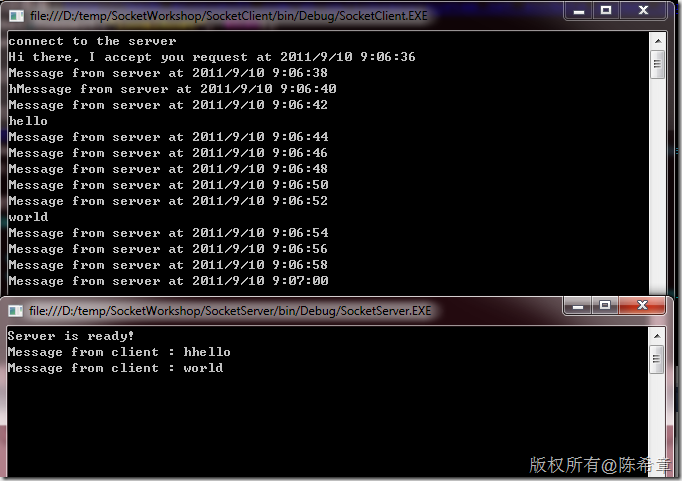 file:///D:/temp/SocketWorkshop/SocketClient/bin/Debug/SocketClient.EXE
connect to the server
Hi there, I accept you request at 2011/9/10 9:06:36
Message from server at 2011/9/10 9:06:38
hMessage from server at 2011/9/10 9:06:40
Message from server at 2011/9/10 9:06:42
hello
Message from server at 2011/9/10 9:06:44
Message from server at 2011/9/10 9:06:46
Message from server at 2011/9/10 9:06:48
Message from server at 2011/9/10 9:06:50
Message from server at 2011/9/10 9:06:52
world
Message from server at 2011/9/10 9:06:54
Message from server at 2011/9/10 9:06:56
Message from server at 2011/9/10 9:06:58
Message from server at 2011/9/10 9:07:00
file:///D:/temp/SocketWorkshop/SocketServer/bin/Debug/SocketServer.EXE
Server is ready!
Message from client : hhello
Message from client : world
版权所有@陈希章